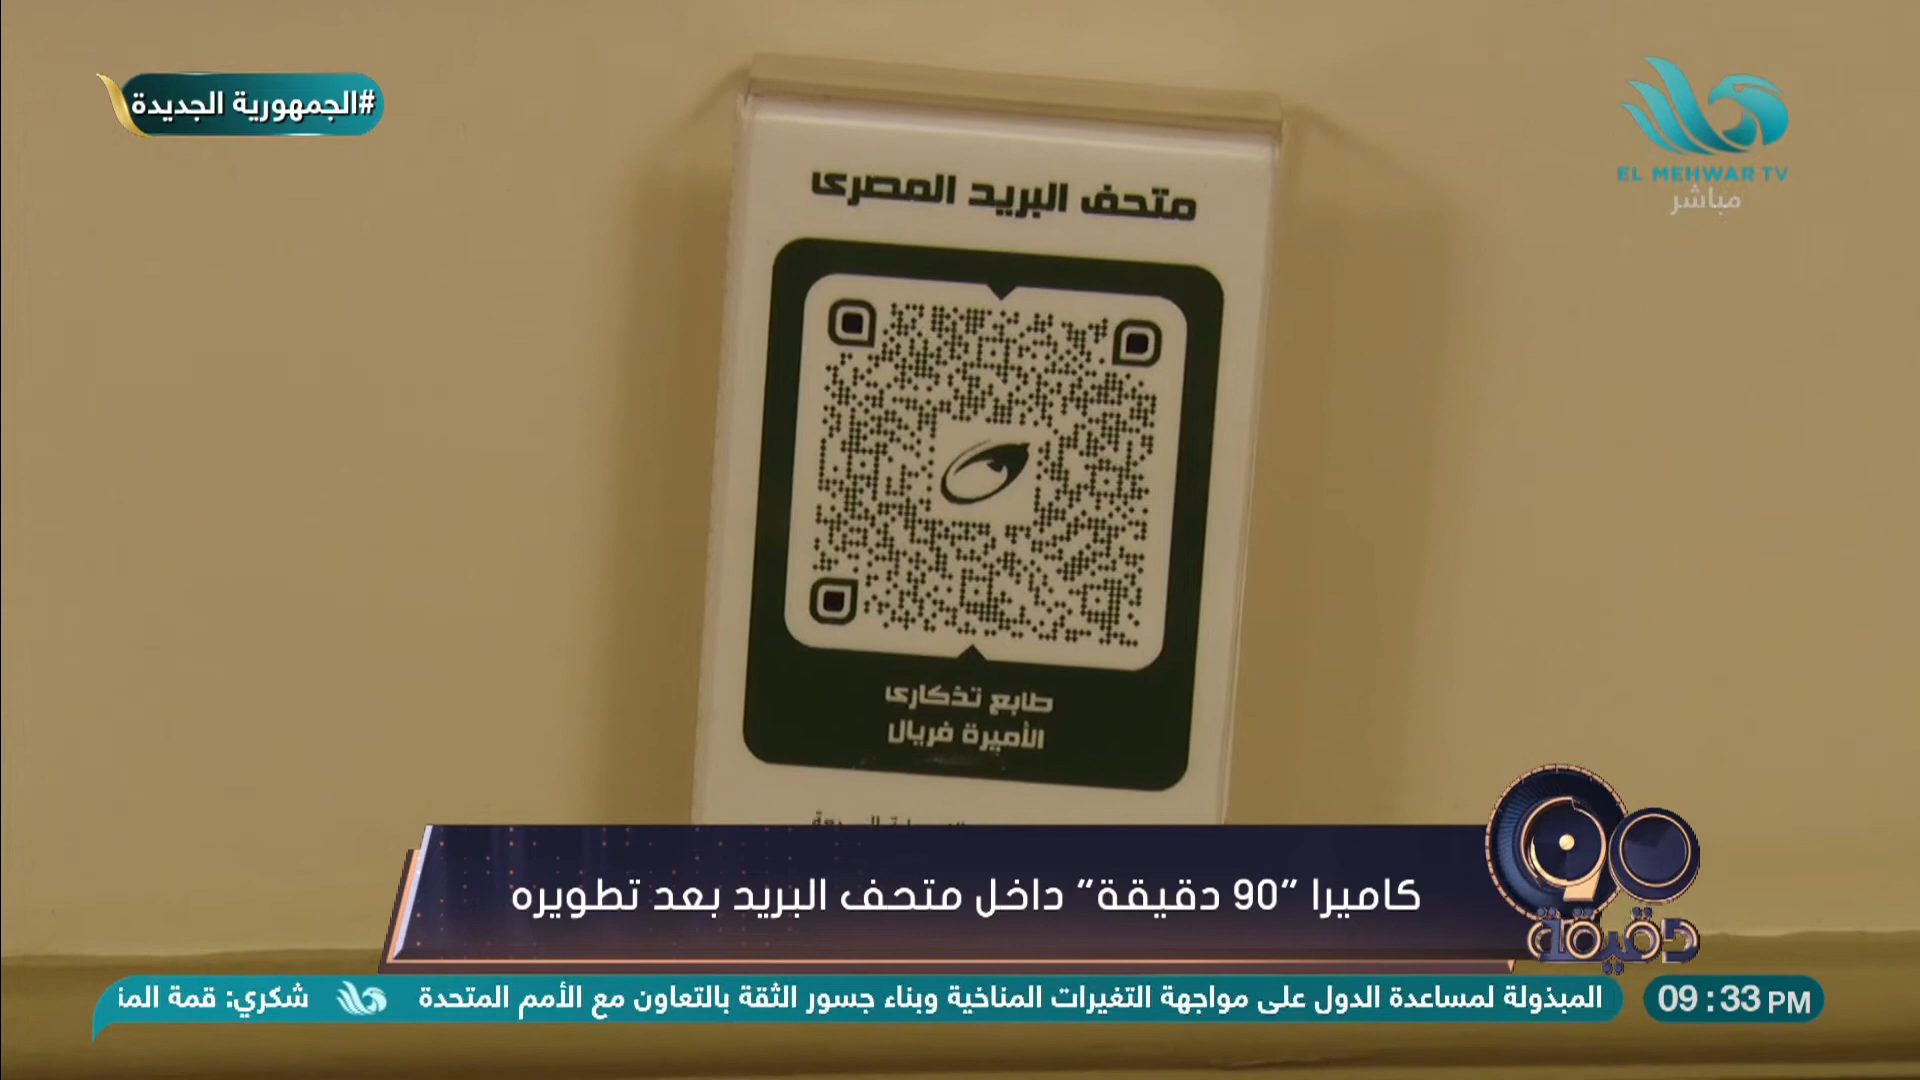 #الجمهورية الجديدة
EL MEHWAR TV
مباشر
متحف البريد المصرى
طابع تذكارى
الأميرة فريال
كاميرا "90 دقيقة" داخل متحف البريد بعد تطويره
90
دقيقة
المبذولة لمساعدة الدول على مواجهة التغيرات المناخية وبناء جسور الثقة بالتعاون مع الأمم المتحدة
شكري: قمة
09:33 PM